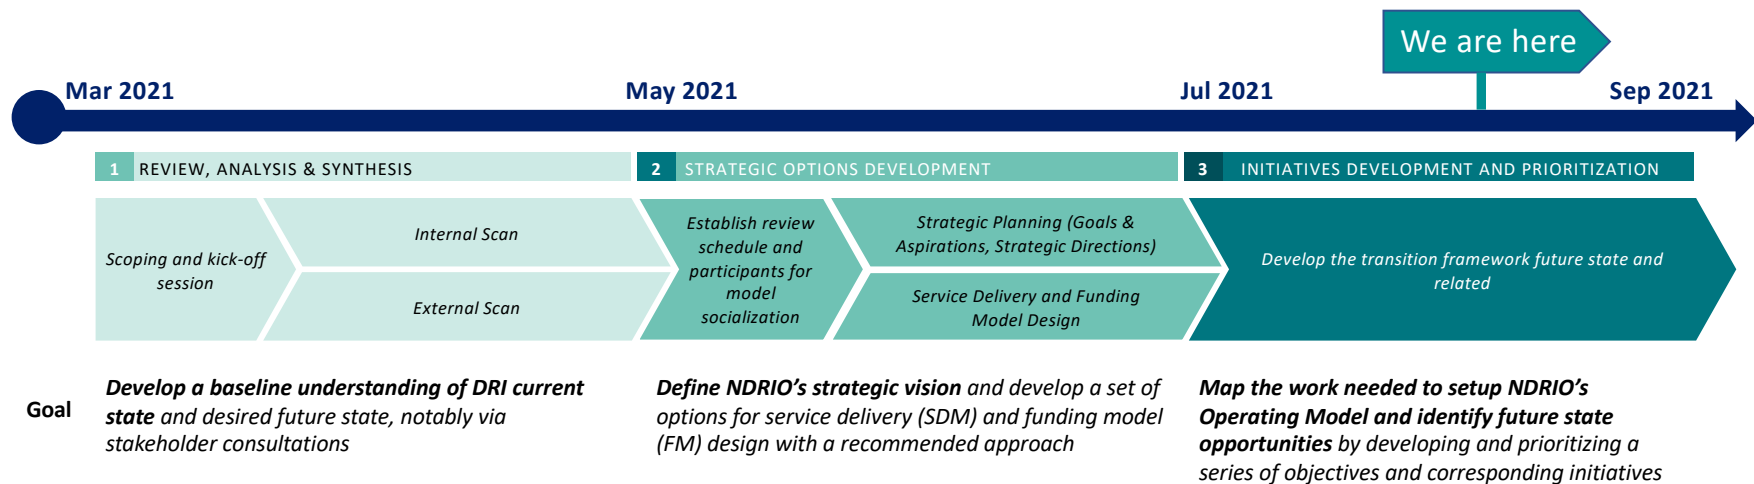 We are here
Mar 2021
May 2021
Jul 2021
Sep 2021
1 REVIEW, ANALYSIS & SYNTHESIS
2 STRATEGIC OPTIONS DEVELOPMENT
3 INITIATIVES DEVELOPMENT AND PRIORITIZATION
Scoping and kick-off
session
Internal Scan
External Scan
Establish review
schedule and
participants for
model
socialization
Strategic Planning (Goals &
Aspirations, Strategic Directions)
Service Delivery and Funding
Model Design
Develop the transition framework future state and
related
Goal
Develop a baseline understanding of DRI current
state and desired future state, notably via
stakeholder consultations
Define NDRIO’s strategic vision and develop a set of
options for service delivery (SDM) and funding model
(FM) design with a recommended approach
Map the work needed to setup NDRIO’s
Operating Model and identify future state
opportunities by developing and prioritizing a
series of objectives and corresponding initiatives